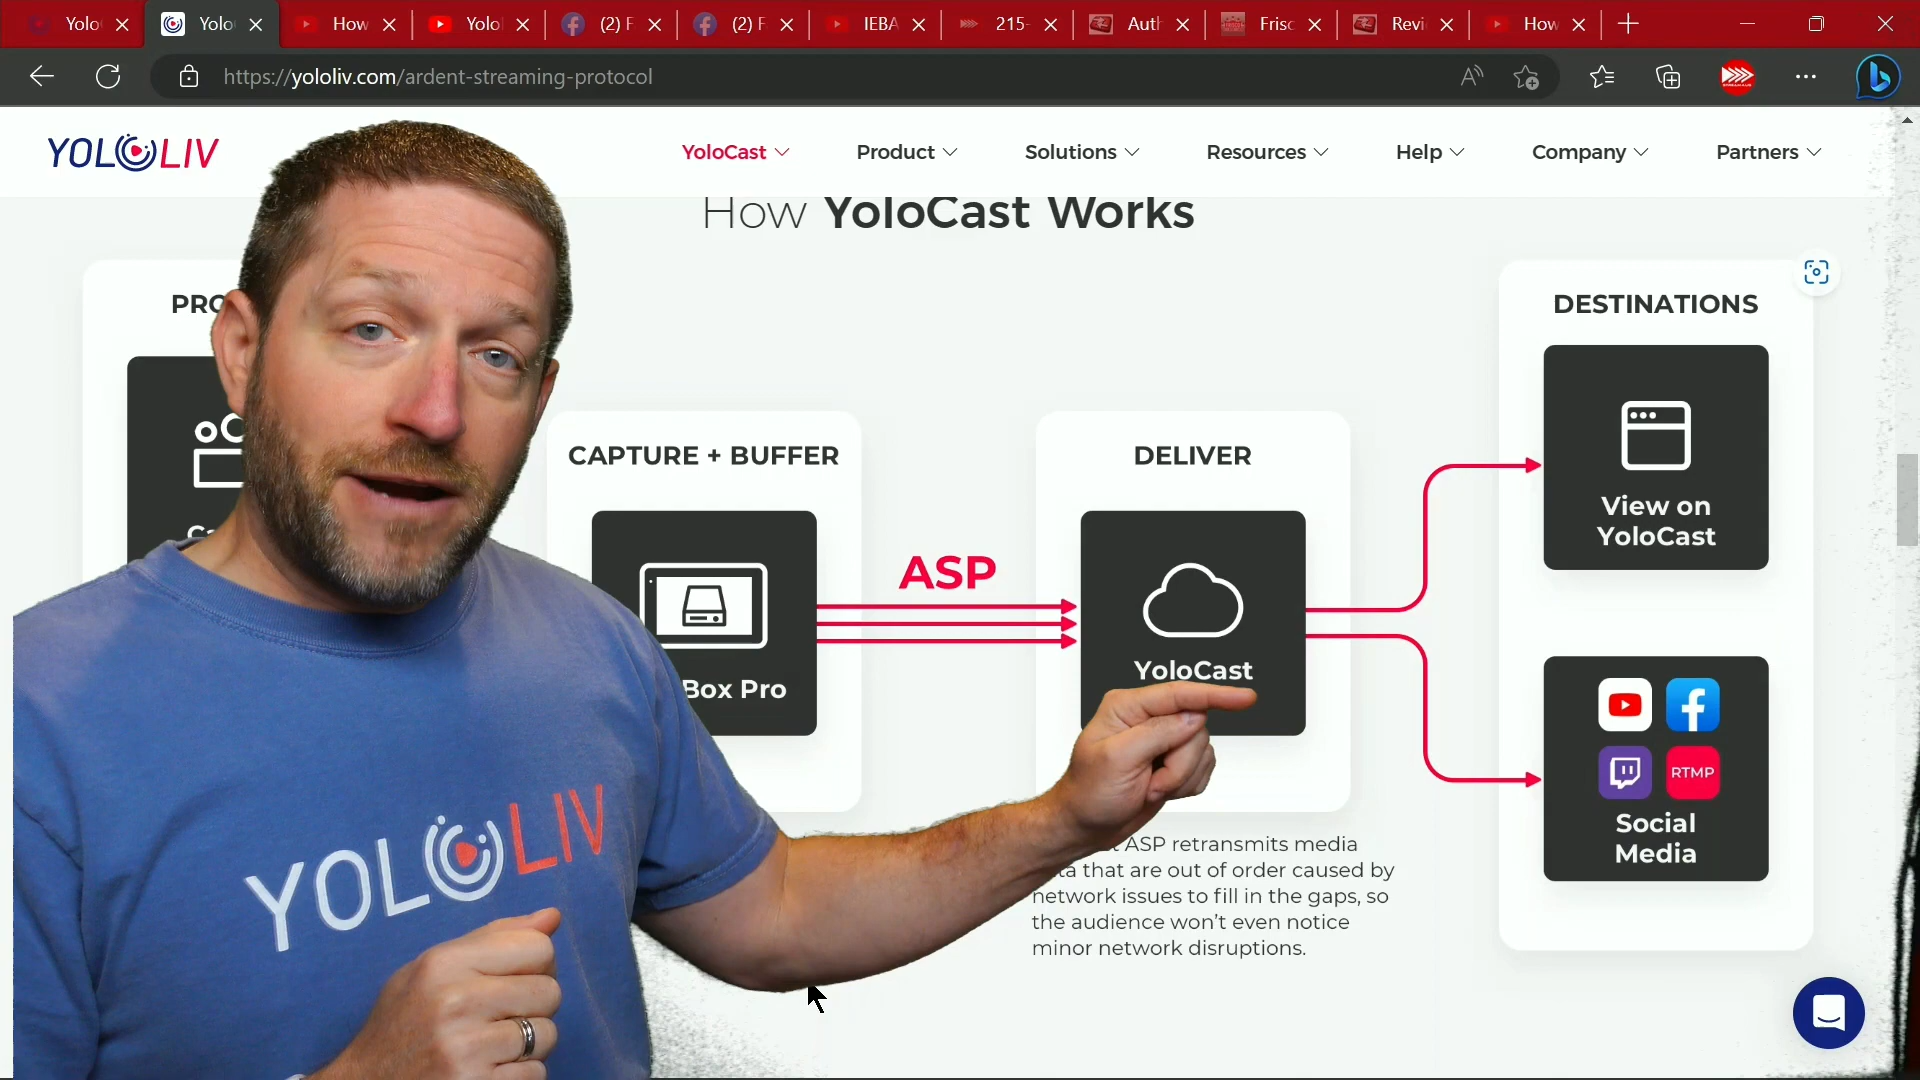 Yolo
Yolo
How
Yolo
(2) F
(2) F
IEBA
215-
Auth
Frisc
Revi
How
https://yololiv.com/ardent-streaming-protocol
YOLOLIV
YoloCast
Product
Solutions
Resources
Help
Company
Partners
How YoloCast Works
PRO
DESTINATIONS
CAPTURE + BUFFER
DELIVER
View on
YoloCast
ASP
Box Pro
YoloCast
RTMP
Social
Media
ASP retransmits media
that are out of order caused by
network issues to fill in the gaps, so
the audience won't even notice
minor network disruptions.
YOLOLIV